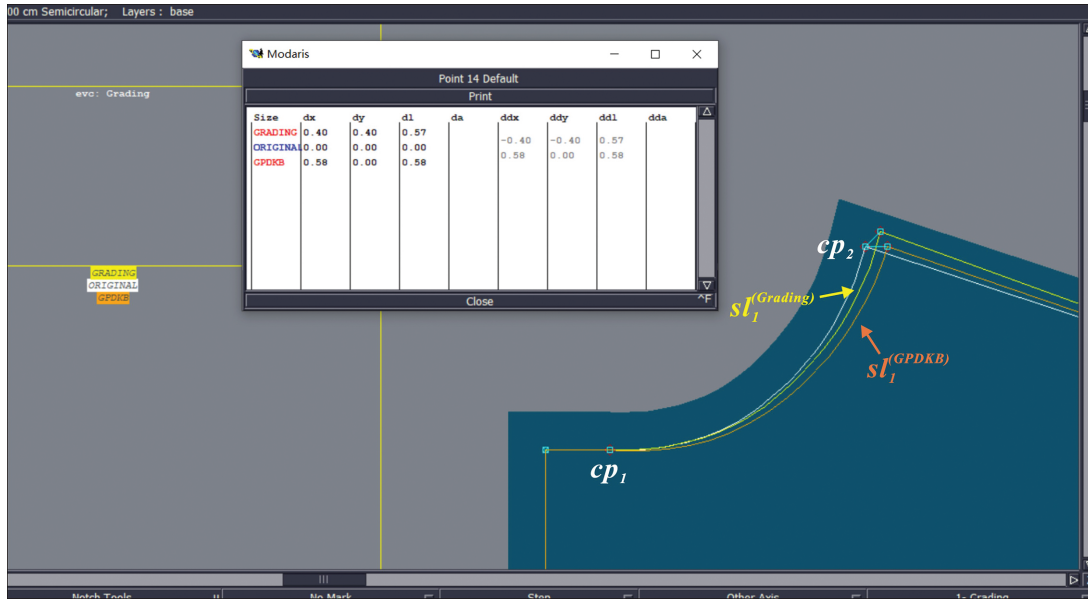 00 cm Semicircular; Layers : base
Modaris
Point 14 Default
Print
Size dx dy dl da ddx ddy ddl dda
GRADING 0.40 0.40 0.57
-0.40 -0.40 0.57
ORIGINAL 0.00 0.00 0.00
0.58 0.00 0.58
GPDKB 0.58 0.00 0.58
Close ^F
evc: Grading
GRADING
ORIGINAL
GPDKB
cp2
sl1(Grading)
sl1(GPDKB)
cp1
Notch Tools No Mark Step Other Axis 1- Grading